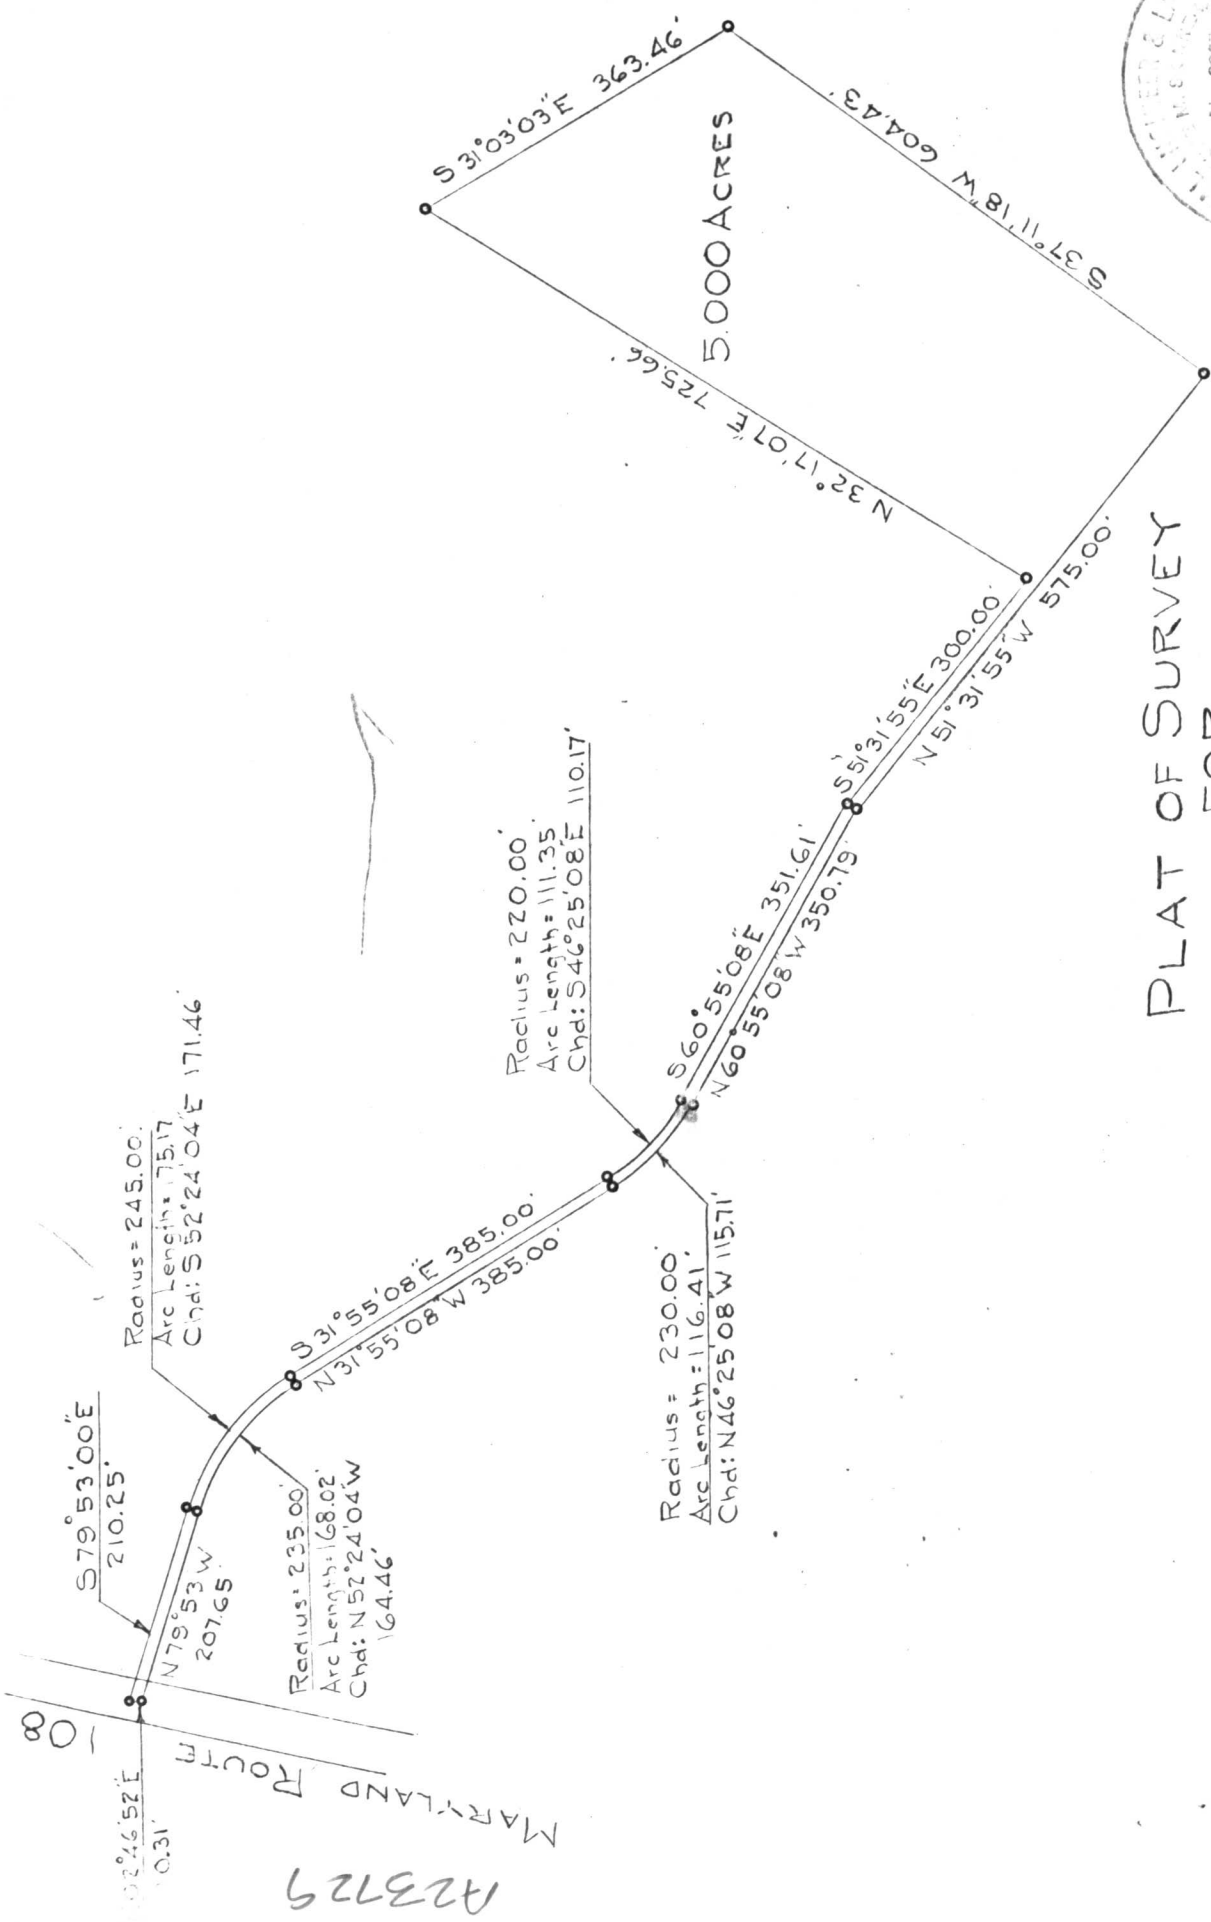 S 31°03'03"E 363.46'
5.000 ACRES
S 37°11'18"W 604.43'
N 32°17'07"E 725.66'
S 51°31'55"E 300.00'
N 51°31'55"W 575.00'
Radius = 220.00'
Arc Length = 111.35'
Chd: S46°25'08"E 110.17'
S 60°55'08"E 351.61'
N 60°55'08"W 350.79'
Radius = 245.00'
Arc Length = 175.17'
Chd: S 52°24'04"E 171.46'
S 31°55'08"E 385.00'
N 31°55'08"W 385.00'
Radius = 230.00'
Arc Length = 116.41'
Chd: N46°25'08"W 115.71'
S79°53'00"E
210.25'
N 79°53'W
207.65'
Radius = 235.00'
Arc Length = 168.02'
Chd: N52°24'04"W
164.46'
02°46'52"E
0.31'
MARYLAND ROUTE 108
A23729
PLAT OF SURVEY